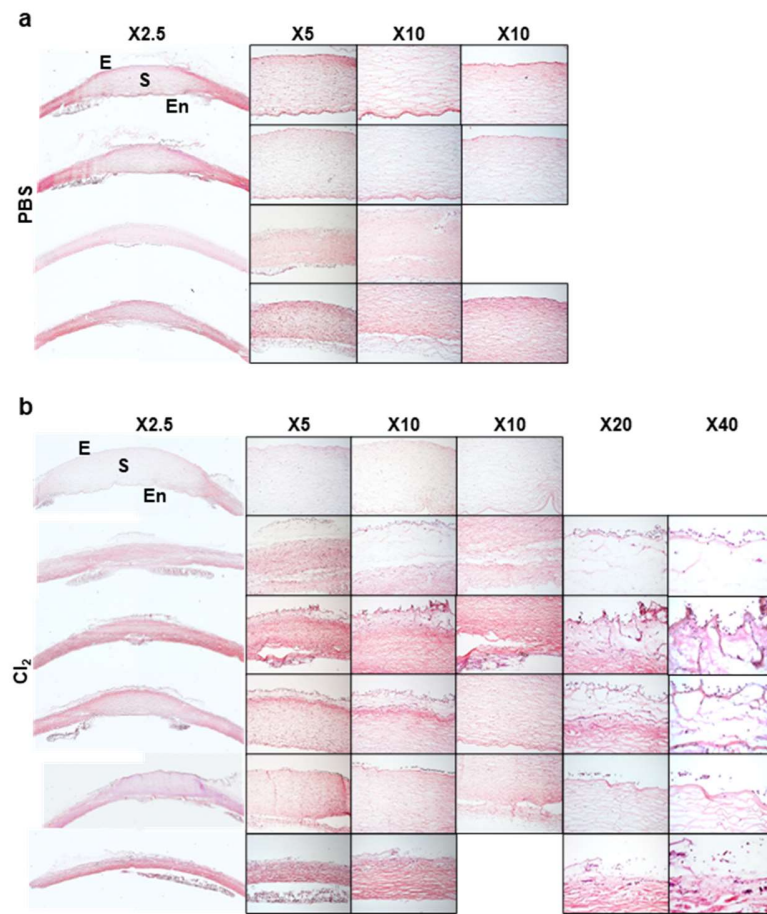 a
X2.5 X5 X10 X10
E
S
En
PBS
b
X2.5 X5 X10 X10 X20 X40
E
S
En
Cl₂